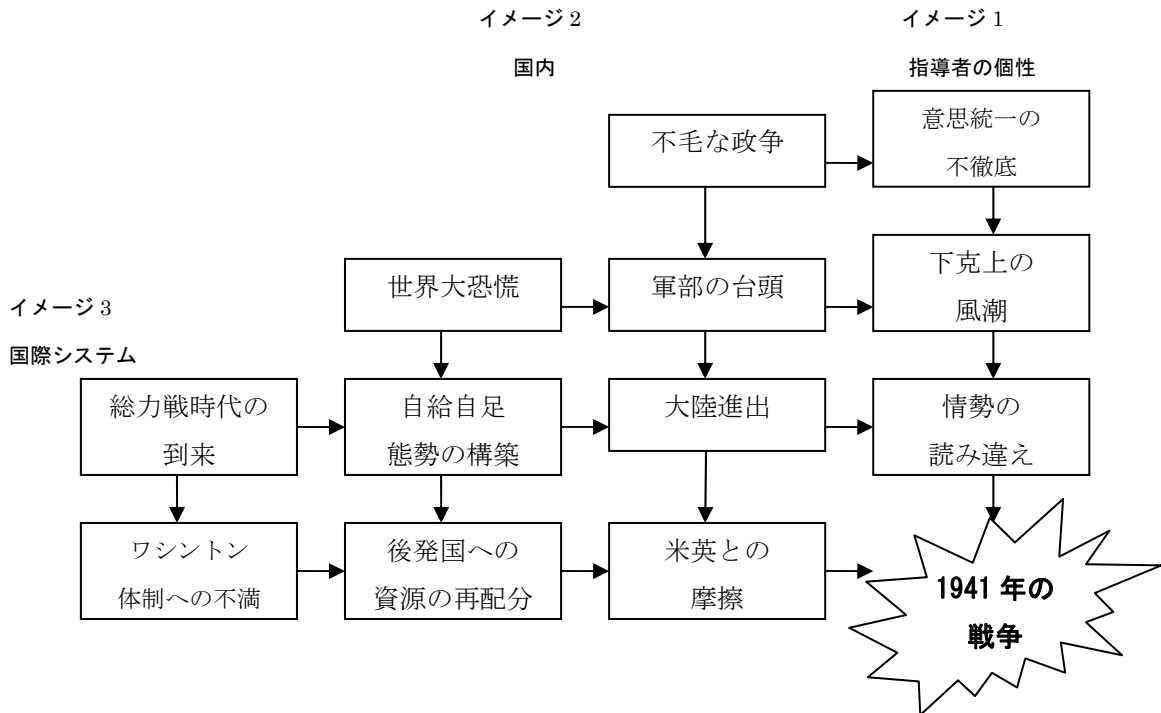 イメージ 2
イメージ 1
国内
指導者の個性
不毛な政争
意思統一の
不徹底
イメージ 3
国際システム
世界大恐慌
軍部の台頭
下克上の
風潮
総力戦時代の
到来
自給自足
態勢の構築
大陸進出
情勢の
読み違え
ワシントン
体制への不満
後発国への
資源の再配分
米英との
摩擦
1941 年の
戦争